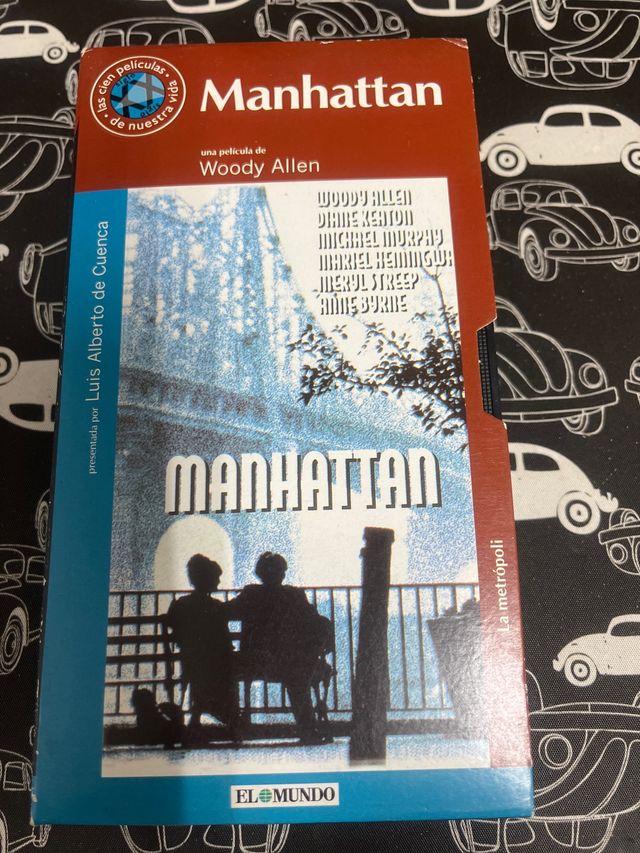 las cien películas
de nuestra vida
Manhattan
una película de
Woody Allen
presentada por Luis Alberto de Cuenca
WOODY ALLEN
DIANE KEATON
MICHAEL MURPHY
MARIEL HEMINGWA
MERYL STREEP
ANNE BYRNE
MANHATTAN
La metrópoli
EL MUNDO